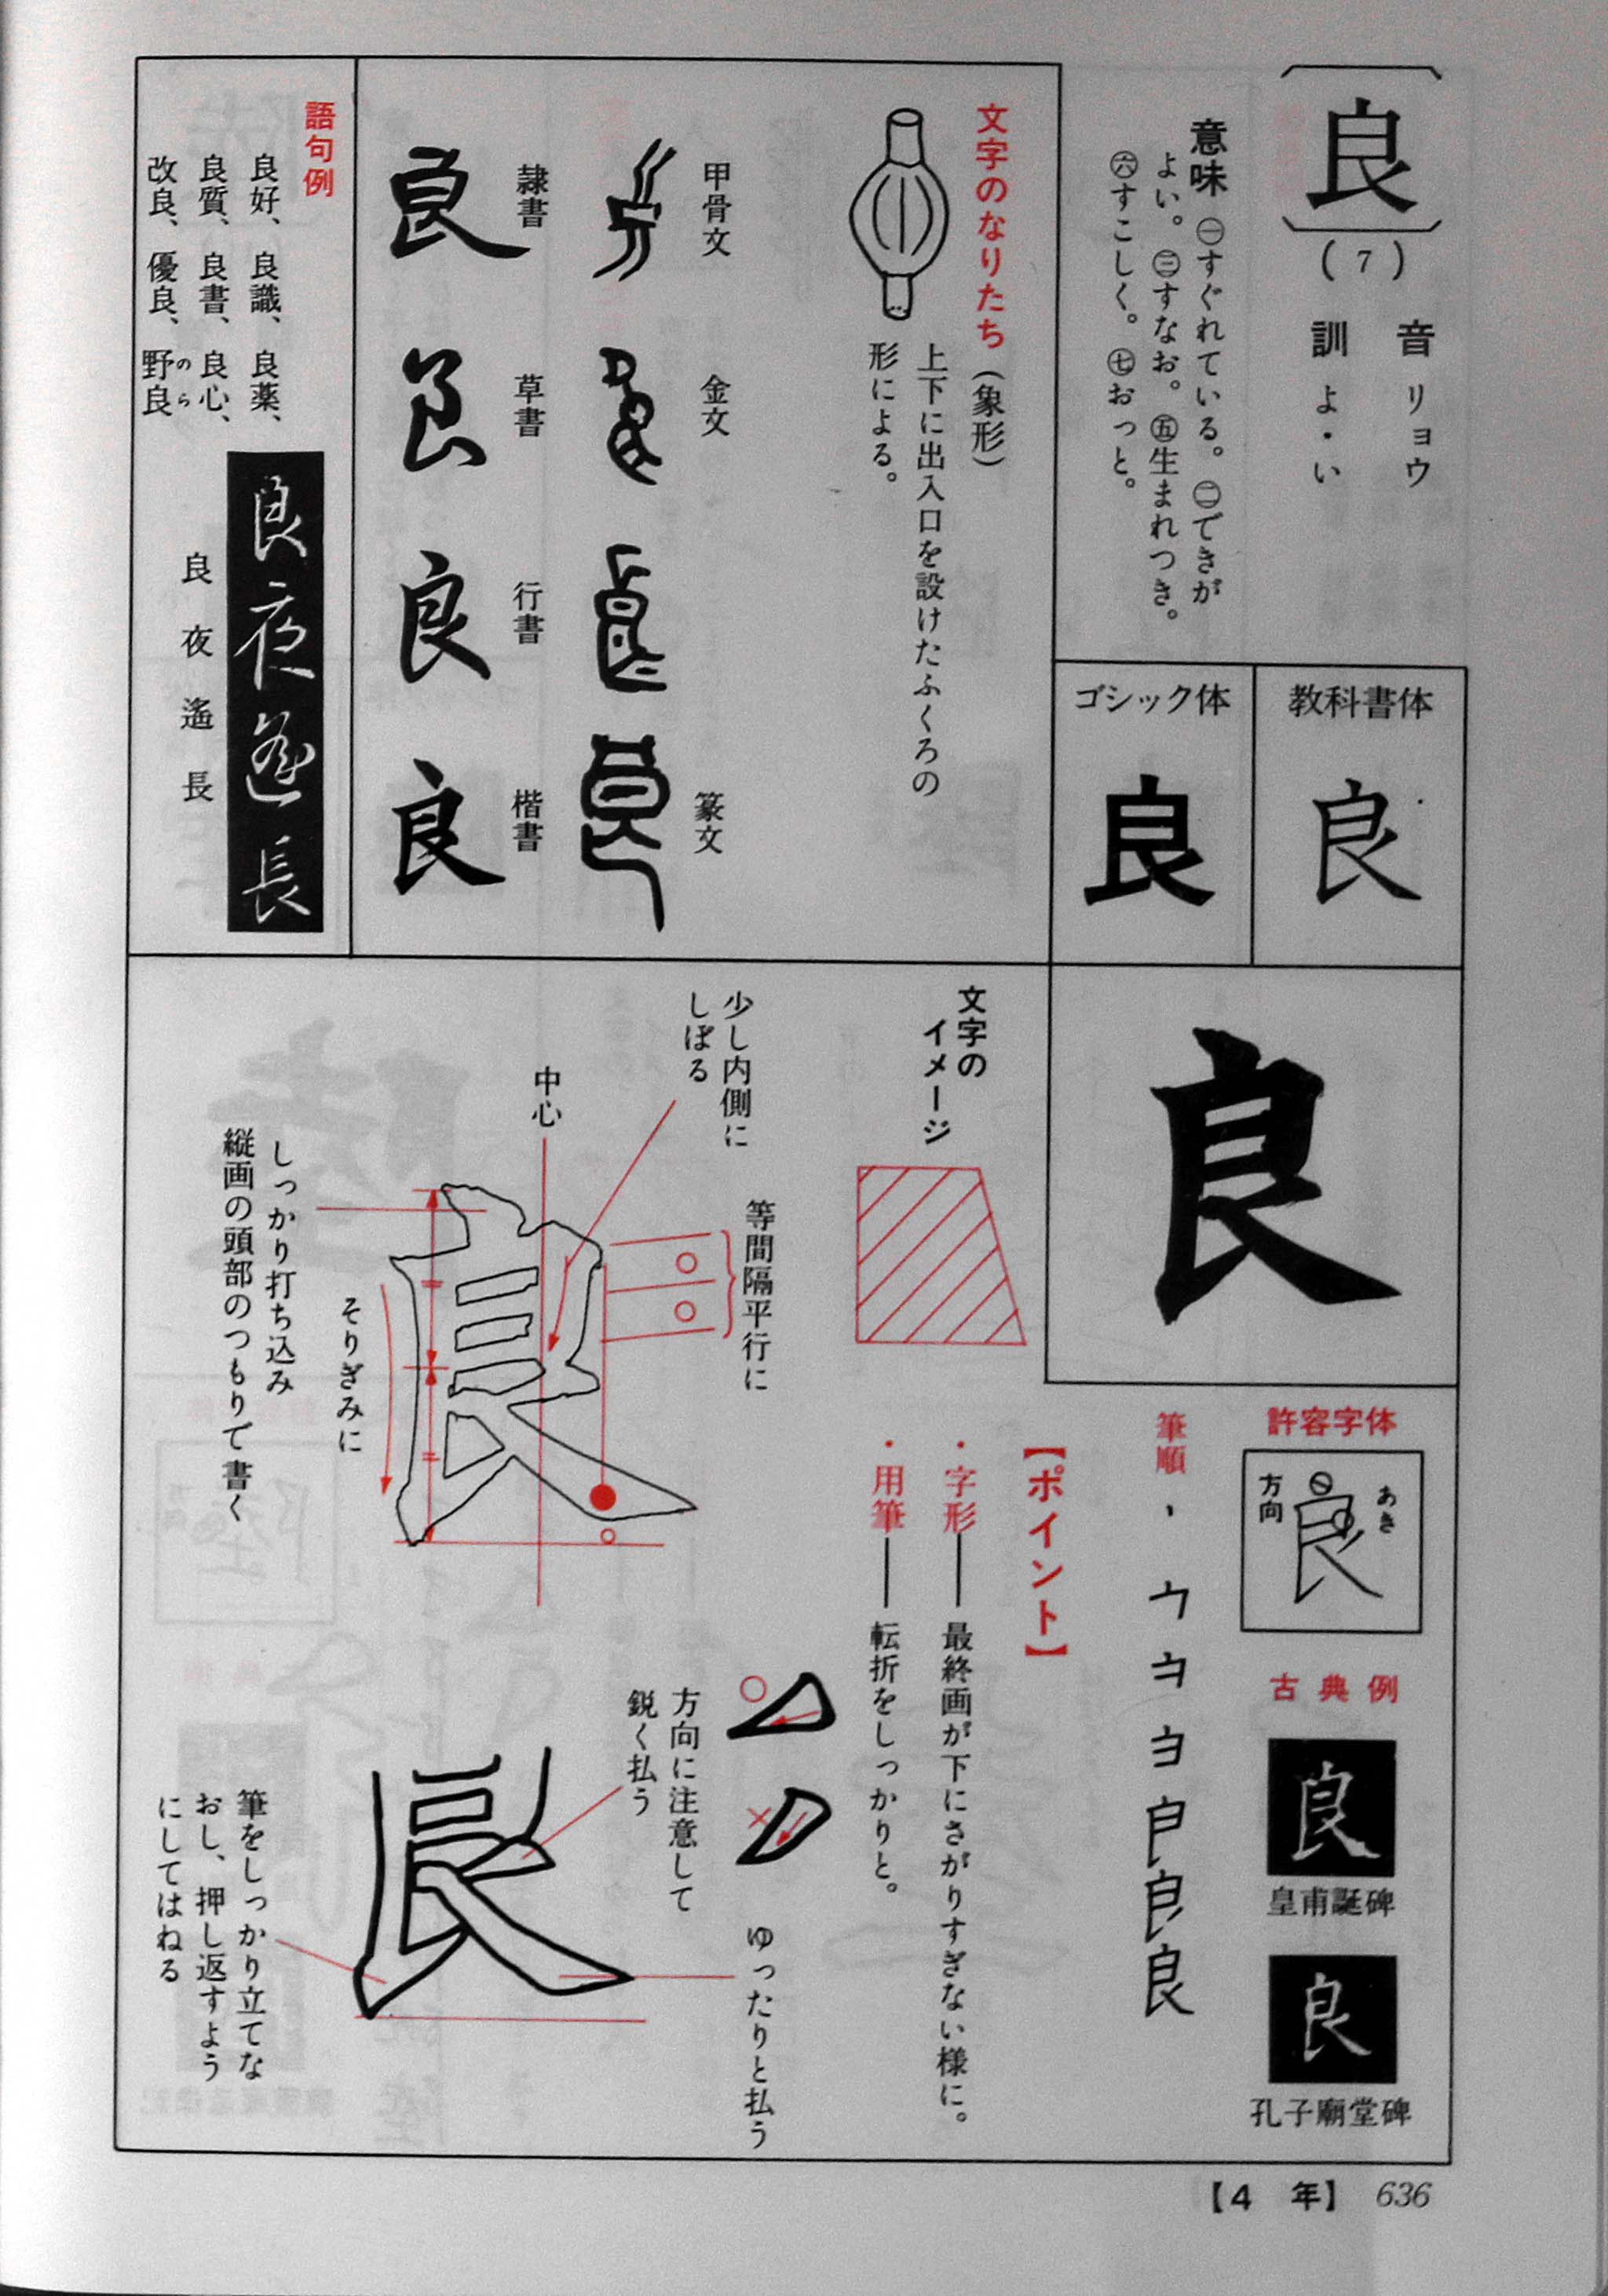 良
(7)
音 リョウ
訓 よ・い
意味 ㊀すぐれている。㊁できが
よい。㊂すなお。㊄生まれつき。
㊅すこしく。㊆おっと。
教科書体
良
ゴシック体
良
文字のなりたち(象形)
上下に出入口を設けたふくろの
形による。
甲骨文
金文
篆文
隷書
良
草書
良
行書
良
楷書
良
語句例
良好、良識、良薬、
良質、良書、良心、
改良、優良、野良
のら
良夜遙長
良夜遙長
良
許容字体
あき
良
方向
古典例
良
皇甫誕碑
良
孔子廟堂碑
筆順
良
【ポイント】
・字形――最終画が下にさがりすぎない様に。
・用筆――転折をしっかりと。
文字の
イメージ
等間隔平行に
少し内側に
しぼる
中心
そりぎみに
しっかり打ち込み
縦画の頭部のつもりで書く
ゆったりと払う
方向に注意して
鋭く払う
筆をしっかり立てな
おし、押し返すよう
にしてはねる
【4 年】 636